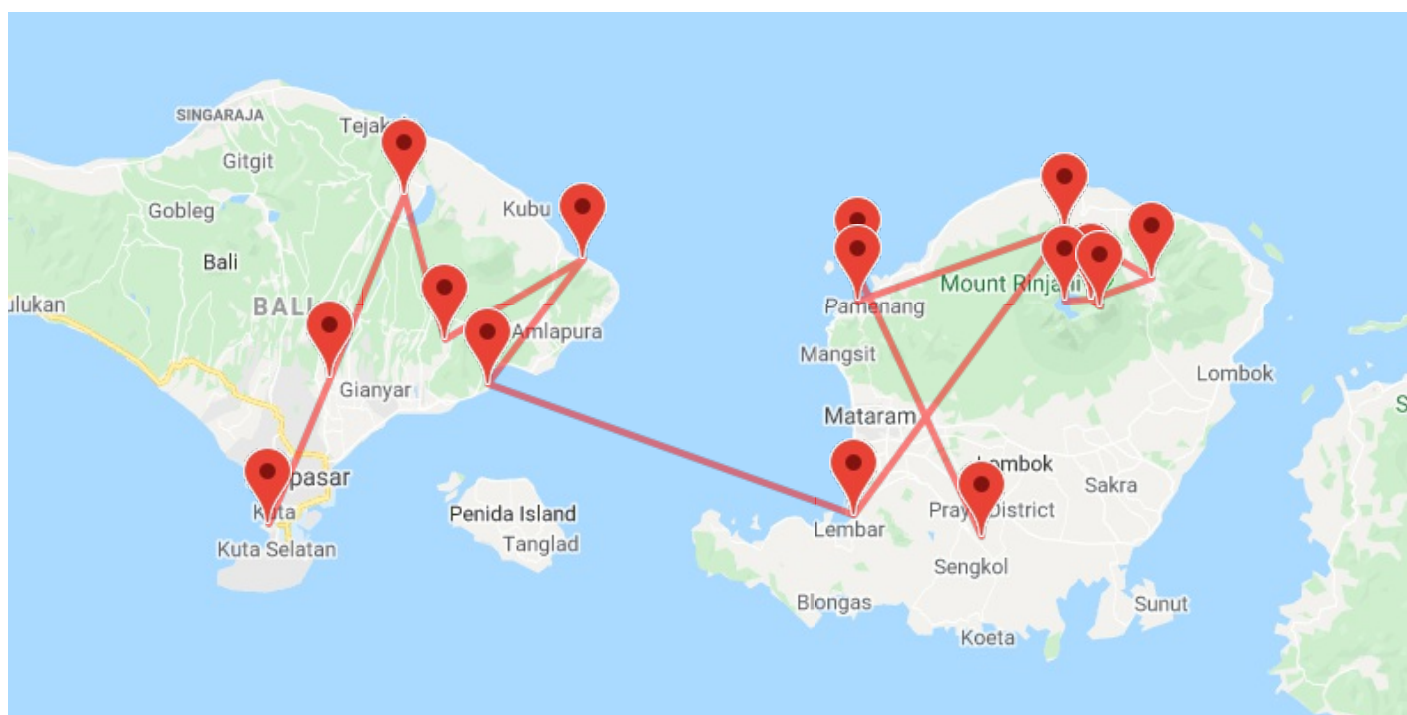 SINGARAJA
Gitgit
Kubu
Gobleg
Bali
Mount Rinjani
ulukan
BALI
Pamenang
Amlapura
Mangsit
Lombok
Gianyar
S
Mataram
Lombok
pasar
Sakra
Penida Island
Praya District
Kuta
Lembar
Tanglad
Kuta Selatan
Sengkol
Blongas
Sunut
Koeta